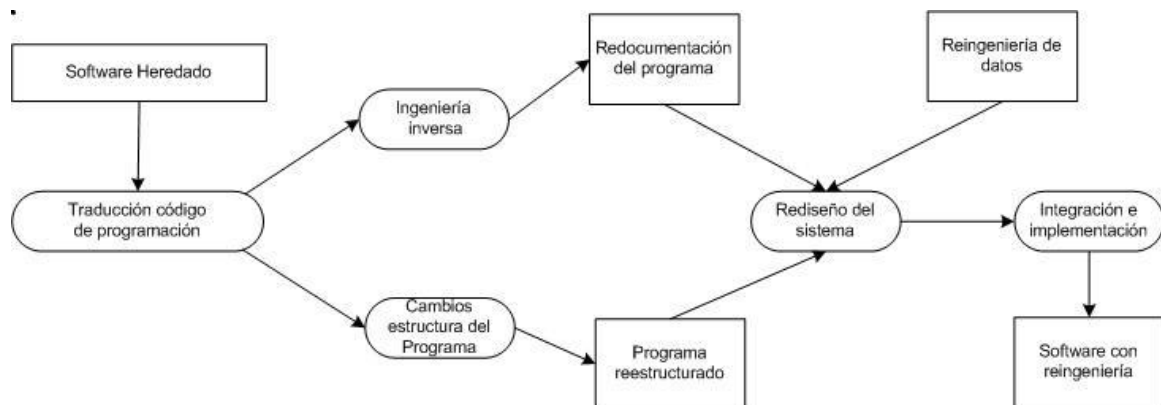 Software Heredado
Redocumentación
del programa
Reingeniería de
datos
Ingeniería
inversa
Traducción código
de programación
Rediseño del
sistema
Integración e
implementación
Cambios
estructura del
Programa
Programa
reestructurado
Software con
reingeniería